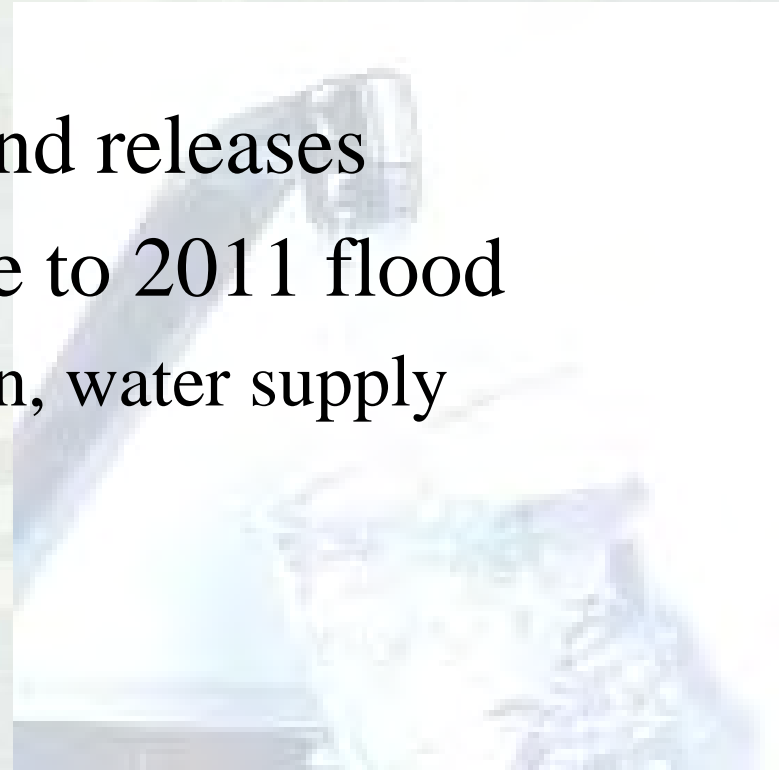 nd releases
e to 2011 flood
n, water supply